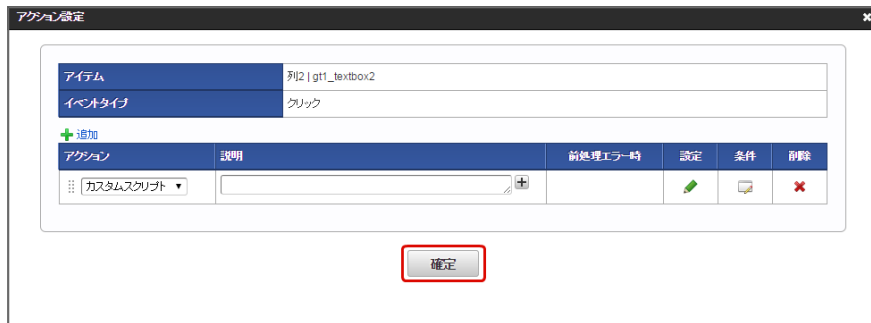 アクション設定
アイテム 列2 | gt1_textbox2
イベントタイプ クリック
追加
アクション 説明 前処理エラー時 設定 条件 削除
カスタムスクリプト
確定